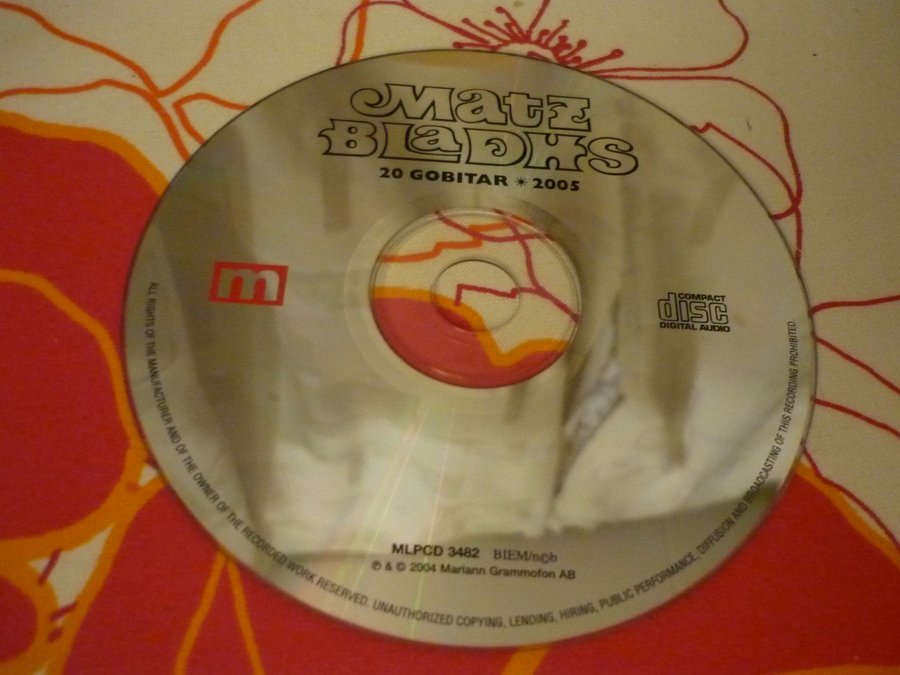 Matz
BLaDHS
20 GOBITAR * 2005
m
COMPACT
disc
DIGITAL AUDIO
MLPCD 3482 BIEM/n©b
℗ & © 2004 Mariann Grammofon AB
ALL RIGHTS OF THE MANUFACTURER AND OF THE OWNER OF THE RECORDED WORK RESERVED. UNAUTHORIZED COPYING, LENDING, HIRING, PUBLIC PERFORMANCE, DIFFUSION AND BROADCASTING OF THIS RECORDING PROHIBITED.